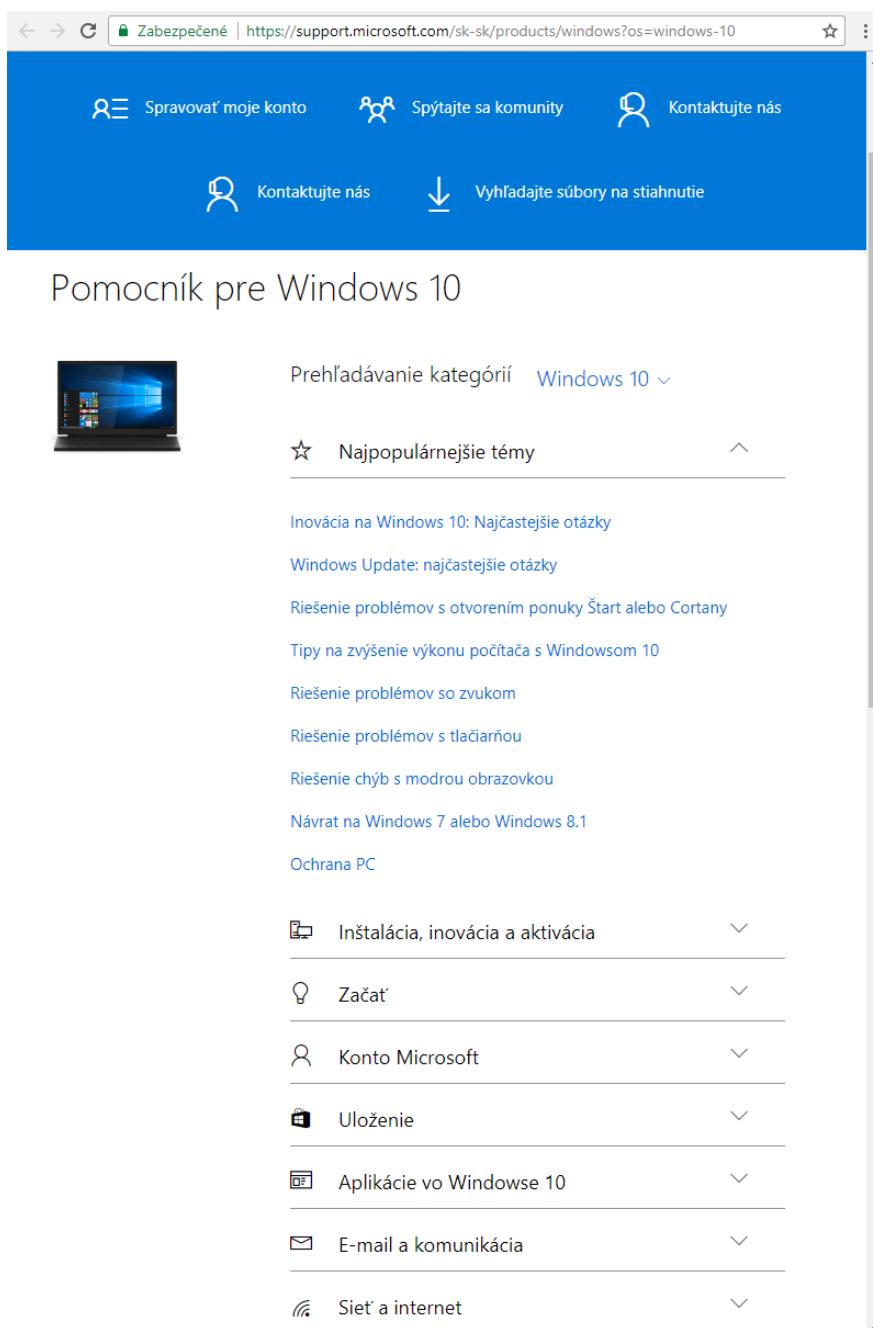 Zabezpečené | https://support.microsoft.com/sk-sk/products/windows?os=windows-10
Spravovať moje konto
Spýtajte sa komunity
Kontaktujte nás
Kontaktujte nás
Vyhľadajte súbory na stiahnutie
Pomocník pre Windows 10
Prehľadávanie kategórií Windows 10
Najpopulárnejšie témy
Inovácia na Windows 10: Najčastejšie otázky
Windows Update: najčastejšie otázky
Riešenie problémov s otvorením ponuky Štart alebo Cortany
Tipy na zvýšenie výkonu počítača s Windowsom 10
Riešenie problémov so zvukom
Riešenie problémov s tlačiarňou
Riešenie chýb s modrou obrazovkou
Návrat na Windows 7 alebo Windows 8.1
Ochrana PC
Inštalácia, inovácia a aktivácia
Začať
Konto Microsoft
Uloženie
Aplikácie vo Windowse 10
E-mail a komunikácia
Sieť a internet